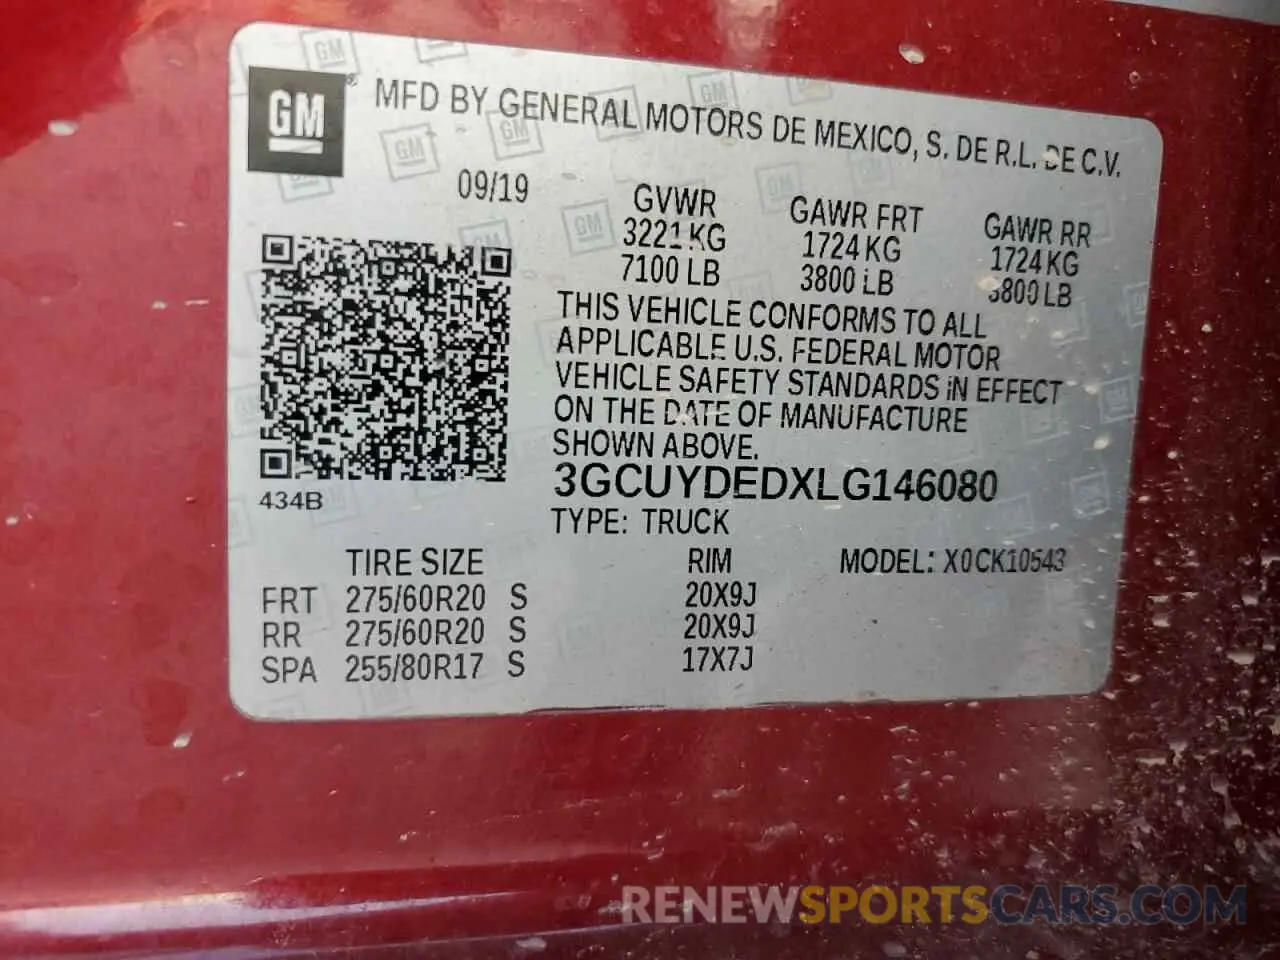 GM ® MFD BY GENERAL MOTORS DE MEXICO, S. DE R.L. DE C.V.
09/19
GVWR GAWR FRT GAWR RR
3221 KG 1724 KG 1724 KG
7100 LB 3800 LB 3800 LB
THIS VEHICLE CONFORMS TO ALL
APPLICABLE U.S. FEDERAL MOTOR
VEHICLE SAFETY STANDARDS IN EFFECT
ON THE DATE OF MANUFACTURE
SHOWN ABOVE.
3GCUYDEDXLG146080
434B
TYPE: TRUCK
TIRE SIZE RIM MODEL: X0CK10543
FRT 275/60R20 S 20X9J
RR 275/60R20 S 20X9J
SPA 255/80R17 S 17X7J
RENEWSPORTSCARS.COM